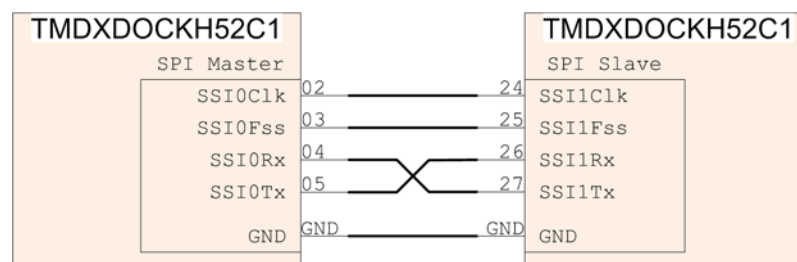 TMDXDOCKH52C1 TMDXDOCKH52C1
SPI Master SPI Slave
SSI0Clk 02 24 SSI1Clk
SSI0Fss 03 25 SSI1Fss
SSI0Rx 04 26 SSI1Rx
SSI0Tx 05 27 SSI1Tx
GND GND GND GND